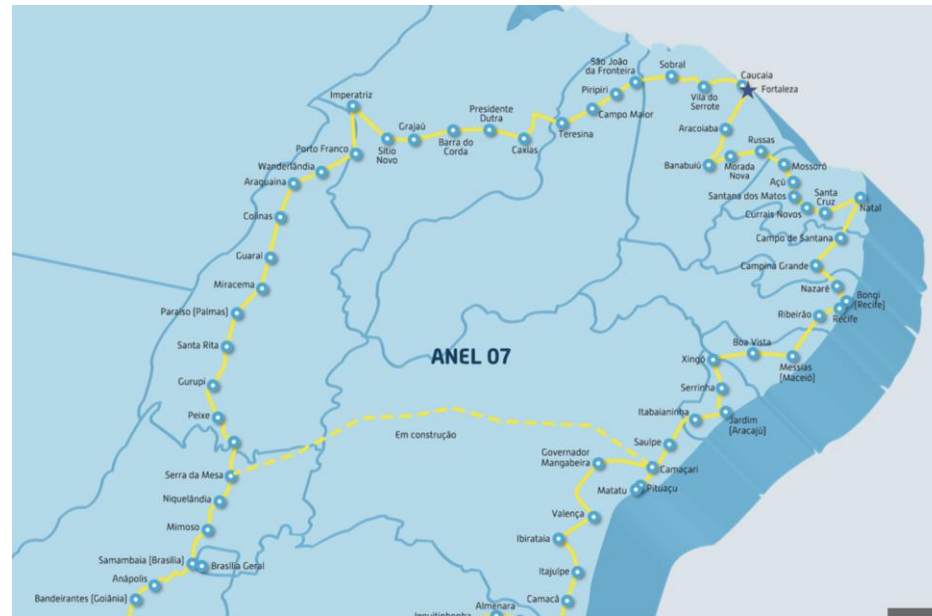 São João
da Fronteira
Sobral
Caucaia
Fortaleza
Piripiri
Vila do
Serrote
Imperatriz
Presidente
Dutra
Campo Maior
Grajaú
Teresina
Aracoiaba
Russas
Porto Franco
Sítio
Novo
Barra do
Corda
Caxias
Banabuiú
Morada
Nova
Mossoró
Wanderlândia
Açú
Araguaina
Santana dos Matos
Santa
Cruz
Natal
Currais Novos
Colinas
Campo de Santana
Guaraí
Campina Grande
Miracema
Nazaré
Bongi
[Recife]
Paraíso [Palmas]
Ribeirão
Recife
Santa Rita
ANEL 07
Boa Vista
Xingó
Messias
[Maceió]
Gurupi
Serrinha
Peixe
Itabaianinha
Jardim
[Aracajú]
Em construção
Sauípe
Governador
Mangabeira
Serra da Mesa
Camaçari
Matatu
Pituaçu
Niquelândia
Valença
Mimoso
Ibirataia
Samambaia [Brasília]
Brasília Geral
Itajuípe
Anápolis
Bandeirantes [Goiânia]
Camacã
Almenara